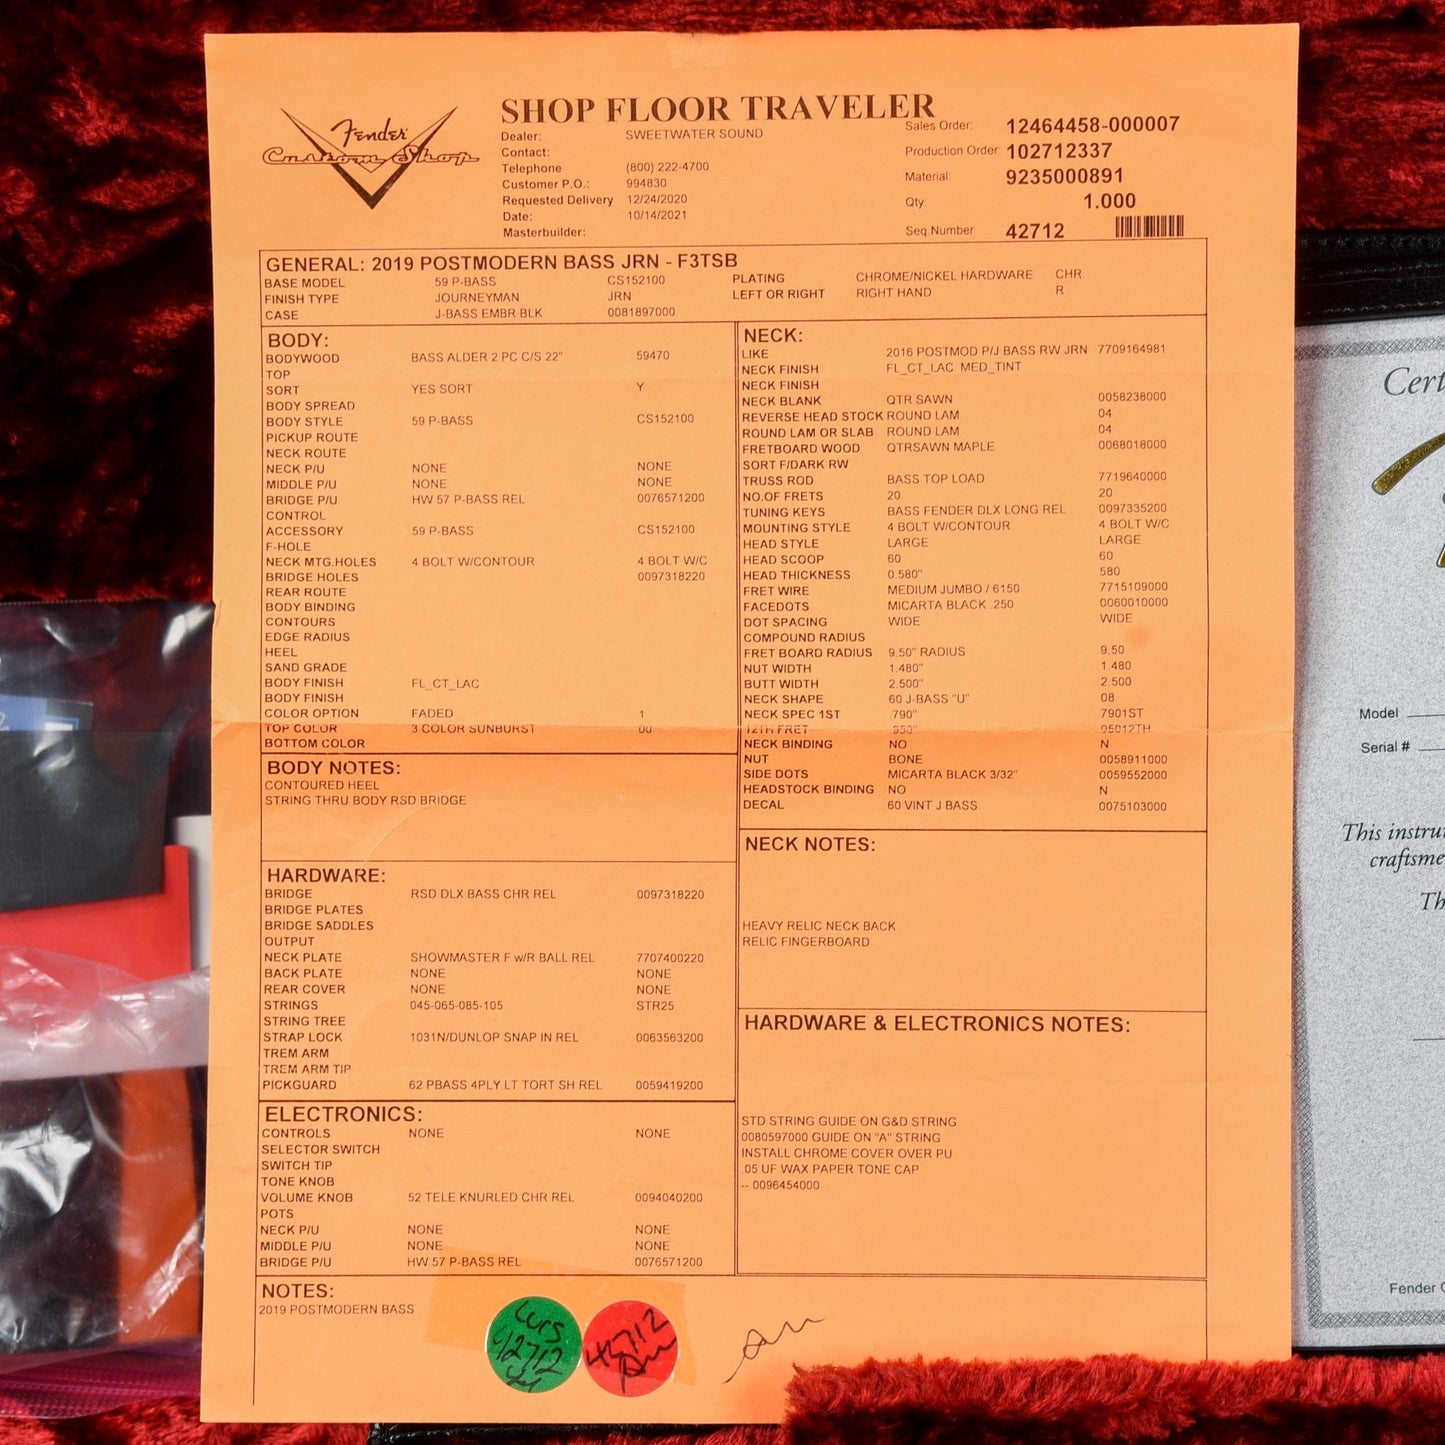 Fender
Custom Shop
SHOP FLOOR TRAVELER
Dealer: SWEETWATER SOUND
Contact:
Telephone (800) 222-4700
Customer P.O.: 994830
Requested Delivery 12/24/2020
Date: 10/14/2021
Masterbuilder:
Sales Order: 12464458-000007
Production Order: 102712337
Material: 9235000891
Qty: 1.000
Seq.Number 42712
GENERAL: 2019 POSTMODERN BASS JRN - F3TSB
BASE MODEL 59 P-BASS CS152100 PLATING CHROME/NICKEL HARDWARE CHR
FINISH TYPE JOURNEYMAN JRN LEFT OR RIGHT RIGHT HAND R
CASE J-BASS EMBR BLK 0081897000
BODY:
BODYWOOD BASS ALDER 2 PC C/S 22" 59470
TOP
SORT YES SORT Y
BODY SPREAD
BODY STYLE 59 P-BASS CS152100
PICKUP ROUTE
NECK ROUTE
NECK P/U NONE NONE
MIDDLE P/U NONE NONE
BRIDGE P/U HW 57 P-BASS REL 0076571200
CONTROL
ACCESSORY 59 P-BASS CS152100
F-HOLE
NECK MTG.HOLES 4 BOLT W/CONTOUR 4 BOLT W/C
BRIDGE HOLES 0097318220
REAR ROUTE
BODY BINDING
CONTOURS
EDGE RADIUS
HEEL
SAND GRADE
BODY FINISH FL_CT_LAC
BODY FINISH
COLOR OPTION FADED 1
TOP COLOR 3 COLOR SUNBURST 00
BOTTOM COLOR
BODY NOTES:
CONTOURED HEEL
STRING THRU BODY RSD BRIDGE
HARDWARE:
BRIDGE RSD DLX BASS CHR REL 0097318220
BRIDGE PLATES
BRIDGE SADDLES
OUTPUT
NECK PLATE SHOWMASTER F w/R BALL REL 7707400220
BACK PLATE NONE NONE
REAR COVER NONE NONE
STRINGS 045-065-085-105 STR25
STRING TREE
STRAP LOCK 1031N/DUNLOP SNAP IN REL 0063563200
TREM ARM
TREM ARM TIP
PICKGUARD 62 PBASS 4PLY LT TORT SH REL 0059419200
ELECTRONICS:
CONTROLS NONE NONE
SELECTOR SWITCH
SWITCH TIP
TONE KNOB
VOLUME KNOB 52 TELE KNURLED CHR REL 0094040200
POTS
NECK P/U NONE NONE
MIDDLE P/U NONE NONE
BRIDGE P/U HW 57 P-BASS REL 0076571200
NECK:
LIKE 2016 POSTMOD P/J BASS RW JRN 7709164981
NECK FINISH FL_CT_LAC MED_TINT
NECK FINISH
NECK BLANK QTR SAWN 0058238000
REVERSE HEAD STOCK ROUND LAM 04
ROUND LAM OR SLAB ROUND LAM 04
FRETBOARD WOOD QTRSAWN MAPLE 0068018000
SORT F/DARK RW
TRUSS ROD BASS TOP LOAD 7719640000
NO.OF FRETS 20 20
TUNING KEYS BASS FENDER DLX LONG REL 0097335200
MOUNTING STYLE 4 BOLT W/CONTOUR 4 BOLT W/C
HEAD STYLE LARGE LARGE
HEAD SCOOP 60 60
HEAD THICKNESS 0.580" 580
FRET WIRE MEDIUM JUMBO / 6150 7715109000
FACEDOTS MICARTA BLACK .250 0060010000
DOT SPACING WIDE WIDE
COMPOUND RADIUS
FRET BOARD RADIUS 9.50" RADIUS 9.50
NUT WIDTH 1.480" 1.480
BUTT WIDTH 2.500" 2.500
NECK SHAPE 60 J-BASS "U" 08
NECK SPEC 1ST .790" 7901ST
12TH FRET .950" 95012TH
NECK BINDING NO N
NUT BONE 0058911000
SIDE DOTS MICARTA BLACK 3/32" 0059552000
HEADSTOCK BINDING NO N
DECAL 60 VINT J BASS 0075103000
NECK NOTES:
HEAVY RELIC NECK BACK
RELIC FINGERBOARD
HARDWARE & ELECTRONICS NOTES:
STD STRING GUIDE ON G&D STRING
0080597000 GUIDE ON "A" STRING
INSTALL CHROME COVER OVER PU
.05 UF WAX PAPER TONE CAP
-- 0096454000
NOTES:
2019 POSTMODERN BASS
42712
42712
Model
Serial #